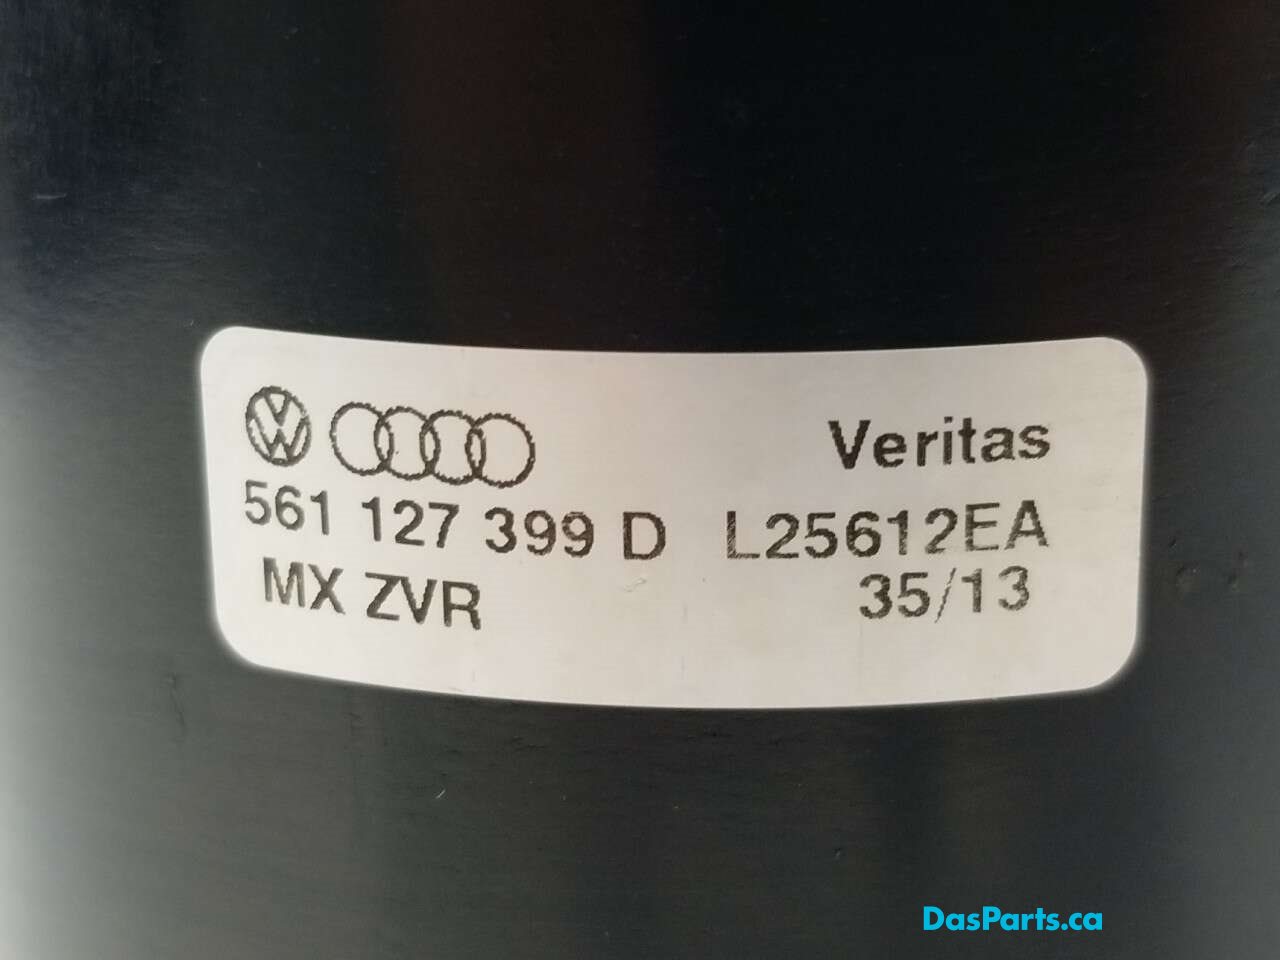 Veritas
561 127 399 D L25612EA
MX ZVR 35/13
DasParts.ca